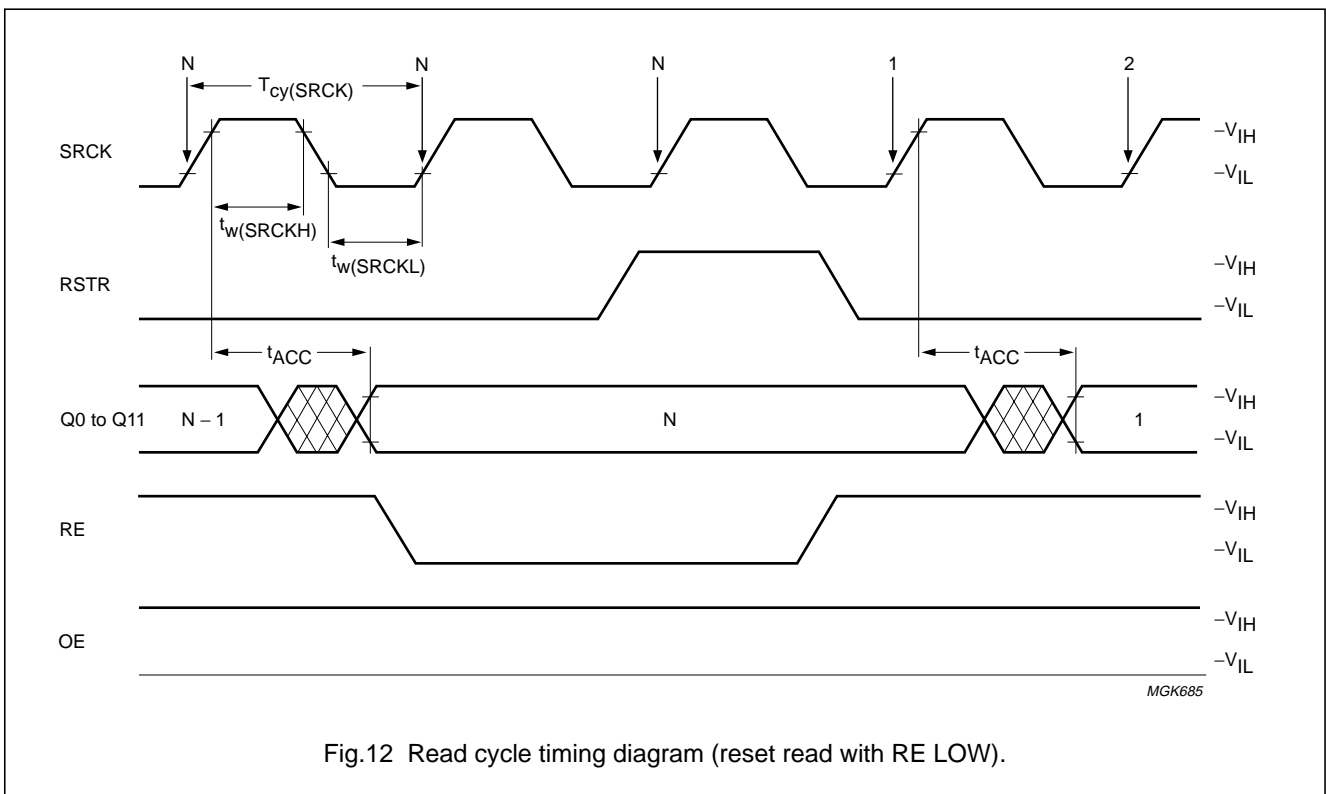 N N N 1 2
Tcy(SRCK)
SRCK
–VIH
–VIL
tw(SRCKH)
tw(SRCKL)
RSTR
–VIH
–VIL
tACC tACC
Q0 to Q11 N – 1 N 1
–VIH
–VIL
RE
–VIH
–VIL
OE
–VIH
–VIL
MGK685
Fig.12 Read cycle timing diagram (reset read with RE LOW).